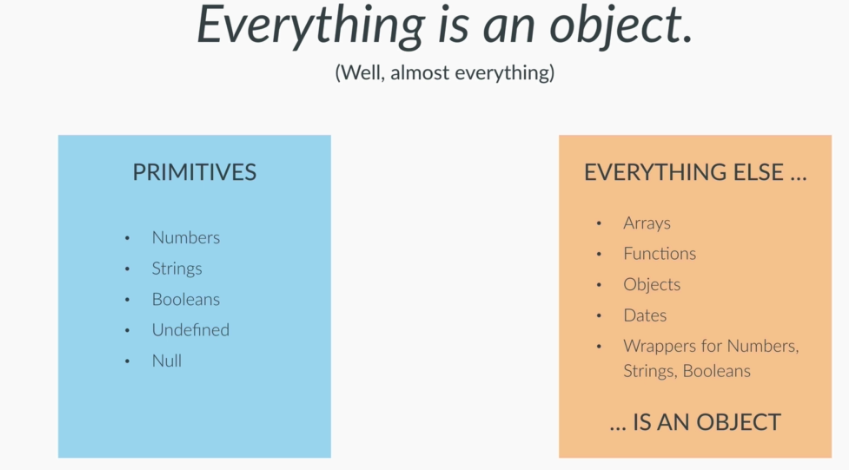 Everything is an object.
(Well, almost everything)
PRIMITIVES
• Numbers
• Strings
• Booleans
• Undefined
• Null
EVERYTHING ELSE ...
• Arrays
• Functions
• Objects
• Dates
• Wrappers for Numbers,
Strings, Booleans
... IS AN OBJECT